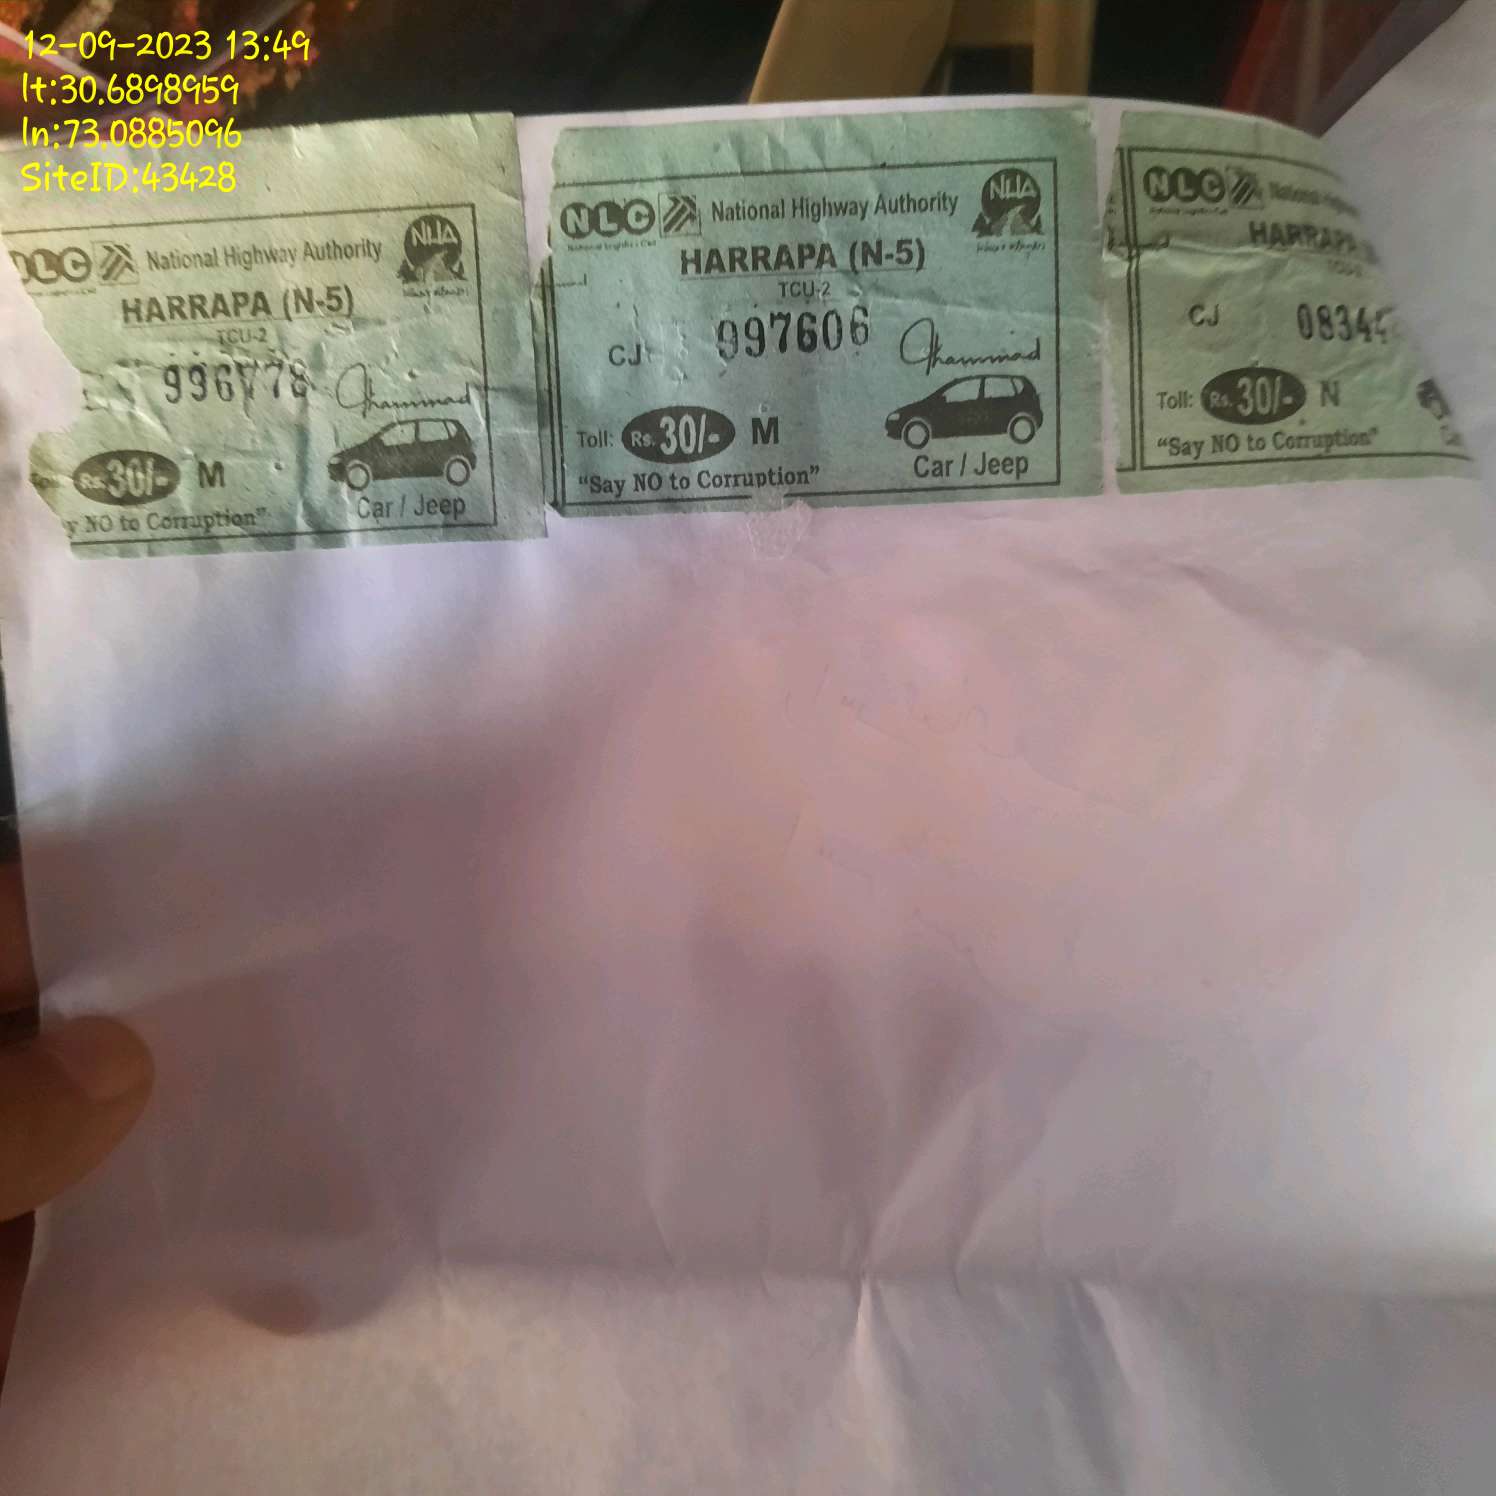 12-09-2023 13:49
lt:30.6898959
ln:73.0885096
SiteID:43428
NLC National Highway Authority NHA
HARRAPA (N-5)
TCU-2
996778
Rs.30/- M
NO to Corruption”
Car / Jeep
NLC National Highway Authority NHA
HARRAPA (N-5)
TCU-2
CJ 997606
Toll: Rs.30/- M
“Say NO to Corruption”
Car / Jeep
NLC National
HARRAPA
CJ
Toll: Rs.30/- N
“Say NO to Corruption”